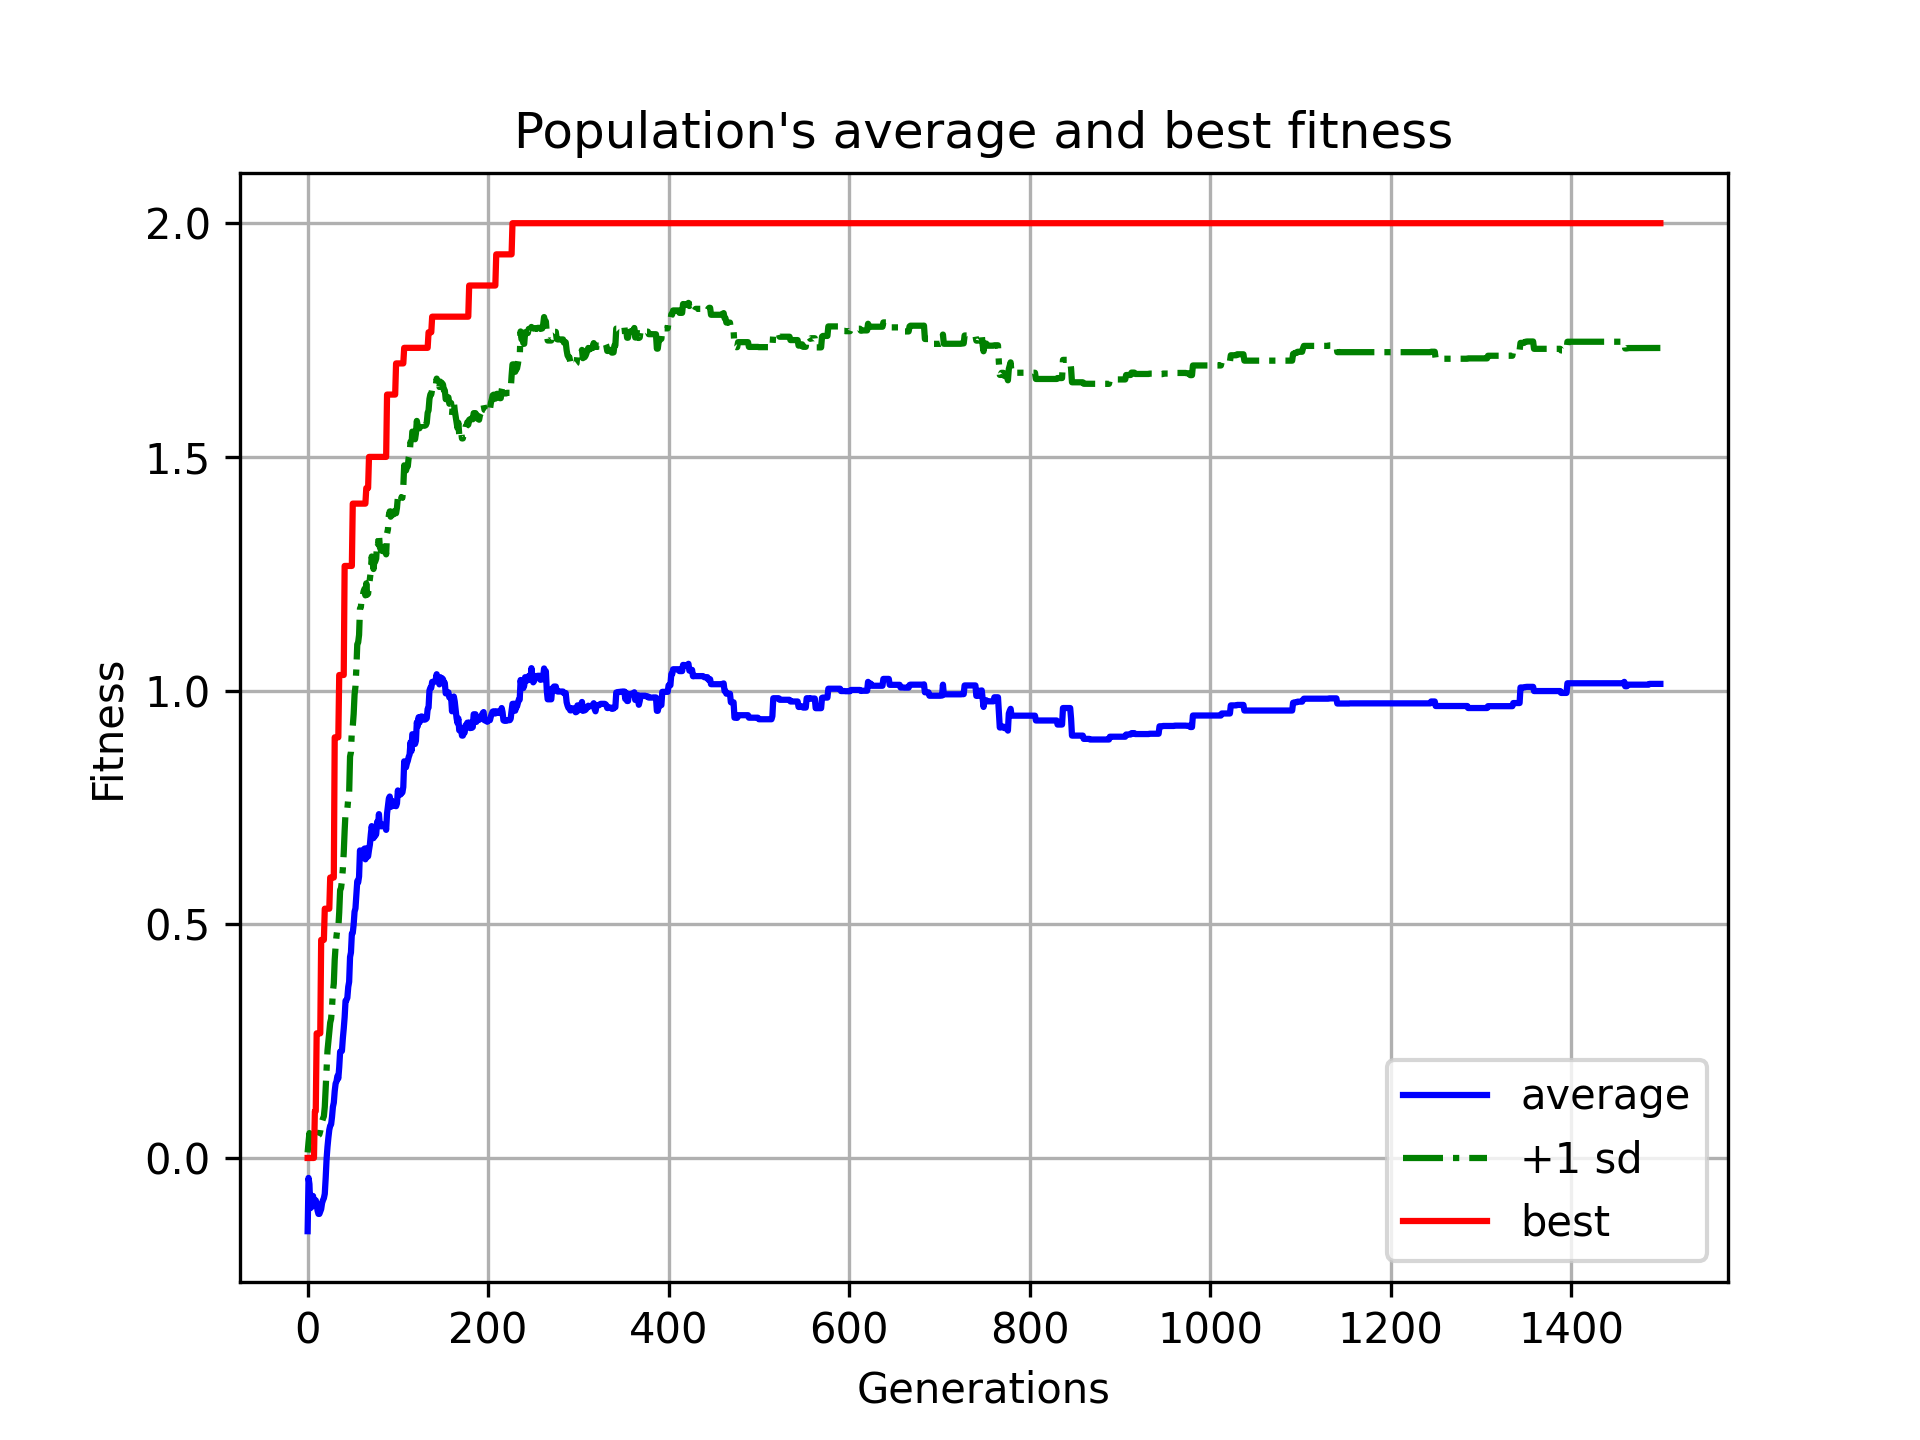 Population's average and best fitness
2.0
1.5
1.0
0.5
0.0
Fitness
average
+1 sd
best
0 200 400 600 800 1000 1200 1400
Generations